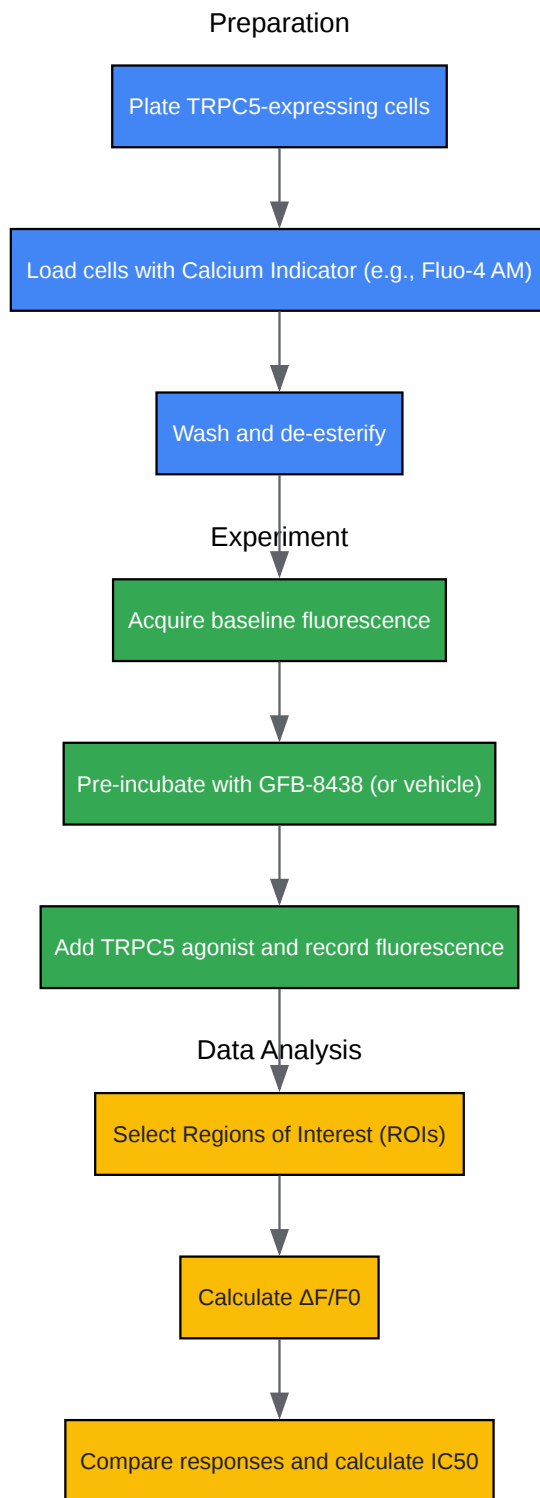 Preparation
Plate TRPC5-expressing cells
Load cells with Calcium Indicator (e.g., Fluo-4 AM)
Wash and de-esterify
Experiment
Acquire baseline fluorescence
Pre-incubate with GFB-8438 (or vehicle)
Add TRPC5 agonist and record fluorescence
Data Analysis
Select Regions of Interest (ROIs)
Calculate ΔF/F0
Compare responses and calculate IC50